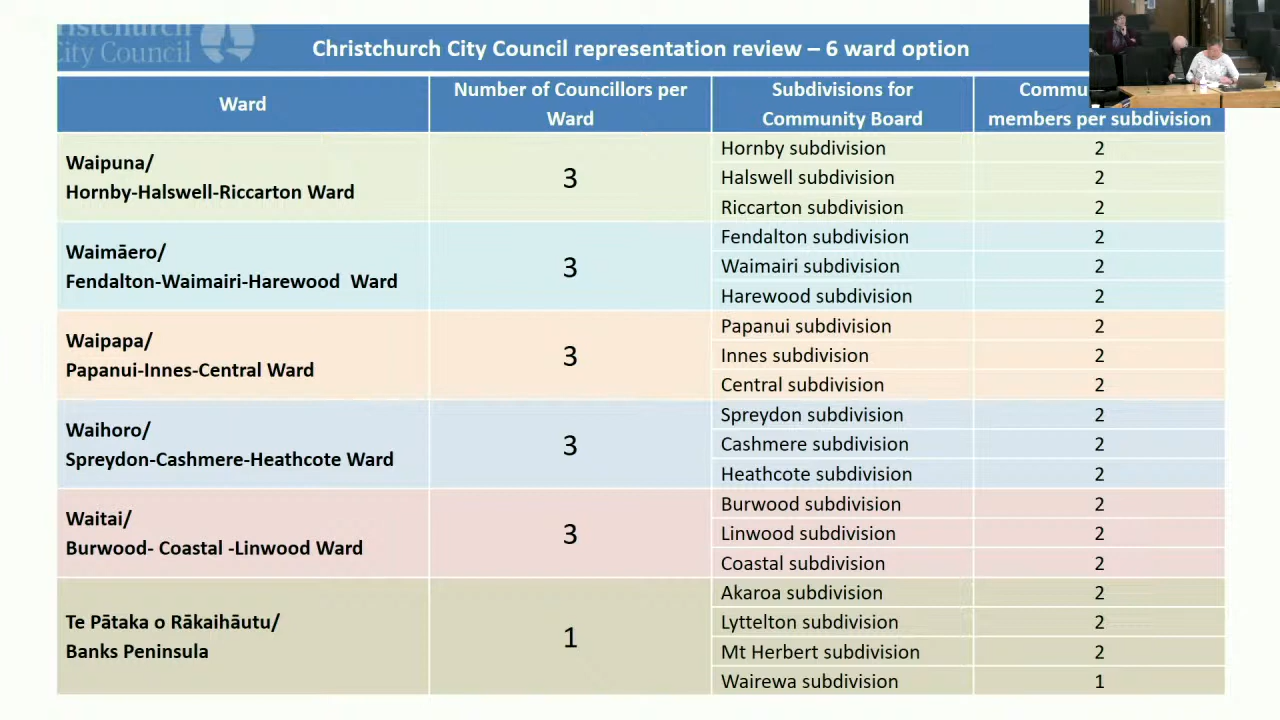 City Council
Christchurch City Council representation review – 6 ward option
Ward
Number of Councillors per
Ward
Subdivisions for
Community Board
members per subdivision
Waipuna/
Hornby-Halswell-Riccarton Ward
3
Hornby subdivision
2
Halswell subdivision
2
Riccarton subdivision
2
Waimāero/
Fendalton-Waimairi-Harewood  Ward
3
Fendalton subdivision
2
Waimairi subdivision
2
Harewood subdivision
2
Waipapa/
Papanui-Innes-Central Ward
3
Papanui subdivision
2
Innes subdivision
2
Central subdivision
2
Waihoro/
Spreydon-Cashmere-Heathcote Ward
3
Spreydon subdivision
2
Cashmere subdivision
2
Heathcote subdivision
2
Waitai/
Burwood- Coastal -Linwood Ward
3
Burwood subdivision
2
Linwood subdivision
2
Coastal subdivision
2
Te Pātaka o Rākaihāutu/
Banks Peninsula
1
Akaroa subdivision
2
Lyttelton subdivision
2
Mt Herbert subdivision
2
Wairewa subdivision
1